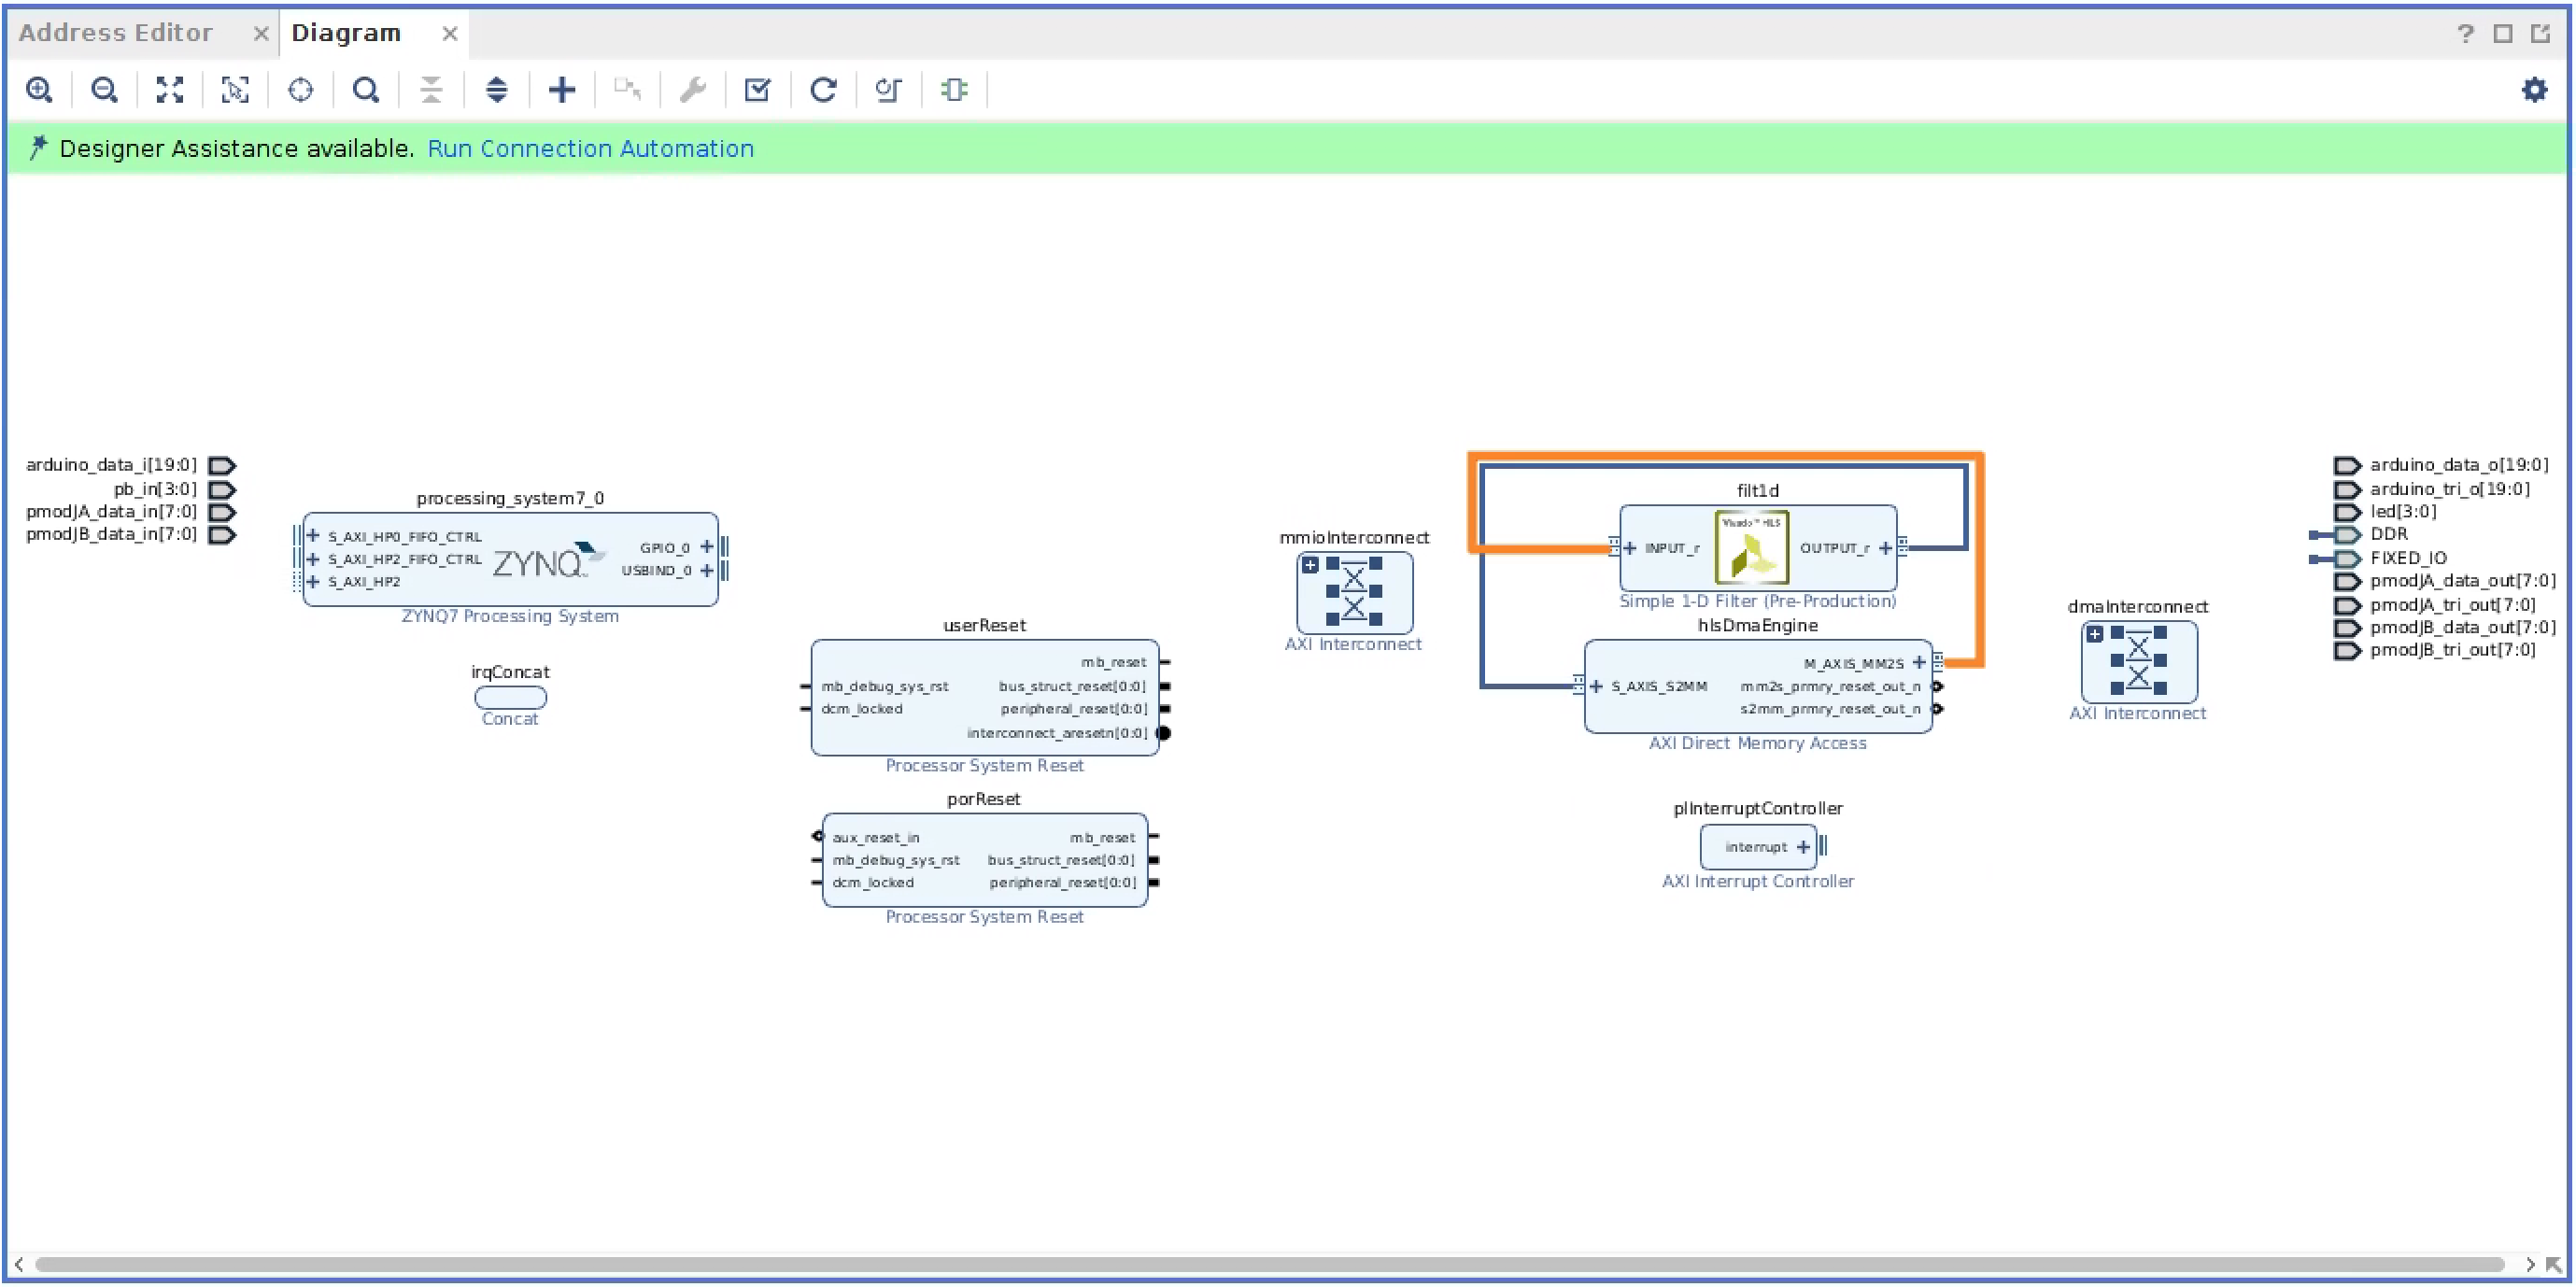 Address Editor
Diagram
Designer Assistance available. Run Connection Automation
arduino_data_i[19:0]
pb_in[3:0]
pmodJA_data_in[7:0]
pmodJB_data_in[7:0]
processing_system7_0
S_AXI_HP0_FIFO_CTRL
S_AXI_HP2_FIFO_CTRL
S_AXI_HP2
ZYNQ
GPIO_0
USBIND_0
ZYNQ7 Processing System
irqConcat
Concat
userReset
mb_debug_sys_rst
dcm_locked
mb_reset
bus_struct_reset[0:0]
peripheral_reset[0:0]
interconnect_aresetn[0:0]
Processor System Reset
porReset
aux_reset_in
mb_debug_sys_rst
dcm_locked
mb_reset
bus_struct_reset[0:0]
peripheral_reset[0:0]
Processor System Reset
mmioInterconnect
AXI Interconnect
filt1d
INPUT_r
Vivado™ HLS
OUTPUT_r
Simple 1-D Filter (Pre-Production)
hlsDmaEngine
S_AXIS_S2MM
M_AXIS_MM2S
mm2s_prmry_reset_out_n
s2mm_prmry_reset_out_n
AXI Direct Memory Access
plInterruptController
interrupt
AXI Interrupt Controller
dmaInterconnect
AXI Interconnect
arduino_data_o[19:0]
arduino_tri_o[19:0]
led[3:0]
DDR
FIXED_IO
pmodJA_data_out[7:0]
pmodJA_tri_out[7:0]
pmodJB_data_out[7:0]
pmodJB_tri_out[7:0]